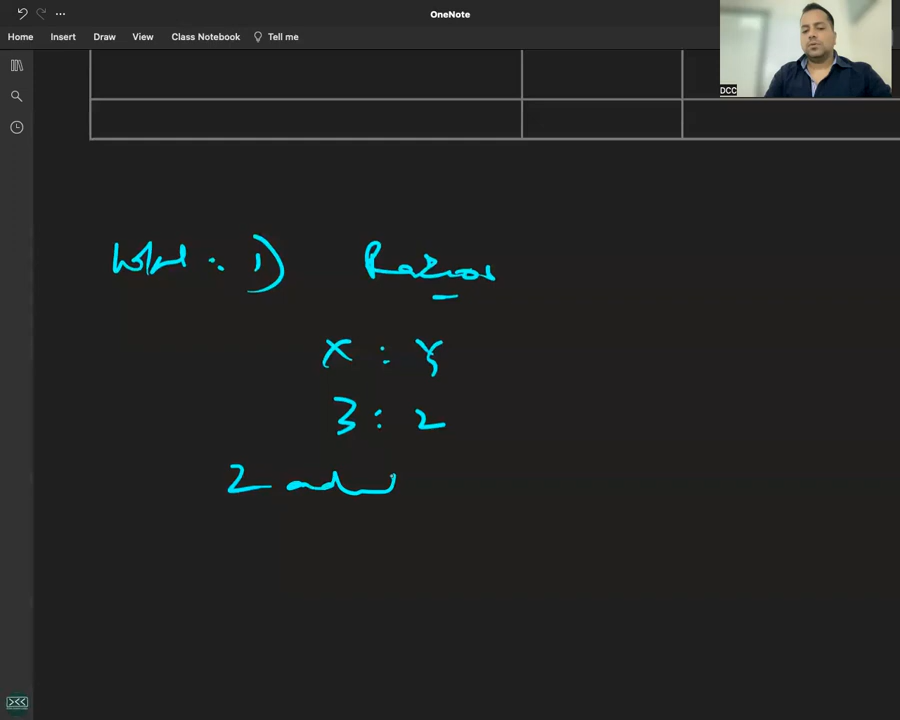 OneNote
Home Insert Draw View Class Notebook Tell me
DCC
: 1) Ratios
X : Y
3 : 2
2